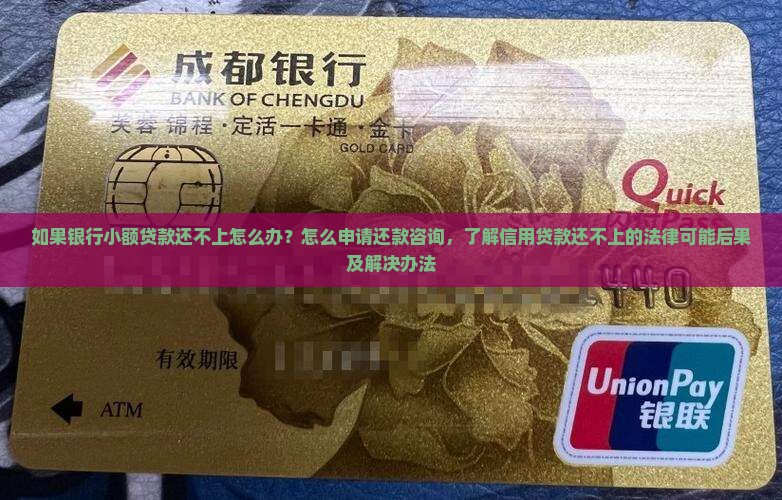 成都银行
BANK OF CHENGDU
芙蓉锦程·定活一卡通·金卡
GOLD CARD
Quick
如果银行小额贷款还不上怎么办？怎么申请还款咨询，了解信用贷款还不上的法律可能后果
及解决办法
1440
有效期限
ATM
UnionPay
银联